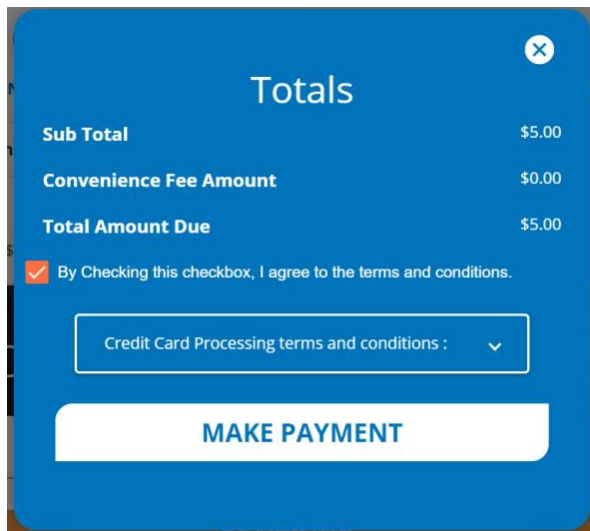 Totals
Sub Total $5.00
Convenience Fee Amount $0.00
Total Amount Due $5.00
By Checking this checkbox, I agree to the terms and conditions.
Credit Card Processing terms and conditions :
MAKE PAYMENT